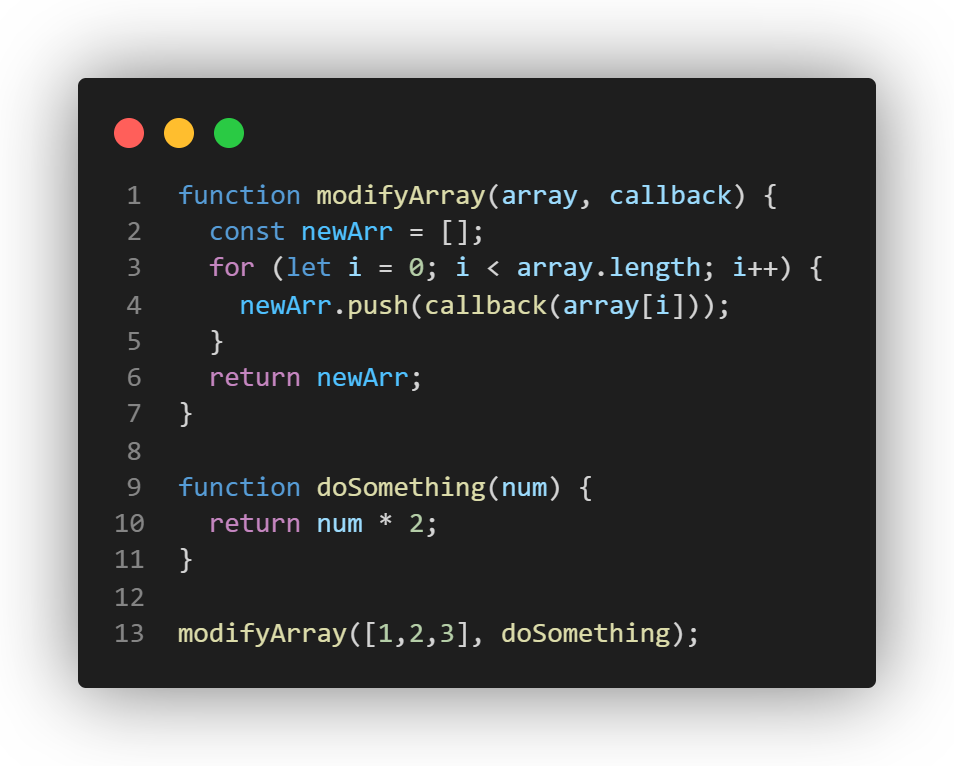 1 function modifyArray(array, callback) {
2   const newArr = [];
3   for (let i = 0; i < array.length; i++) {
4     newArr.push(callback(array[i]));
5   }
6   return newArr;
7 }
8
9 function doSomething(num) {
10   return num * 2;
11 }
12
13 modifyArray([1,2,3], doSomething);